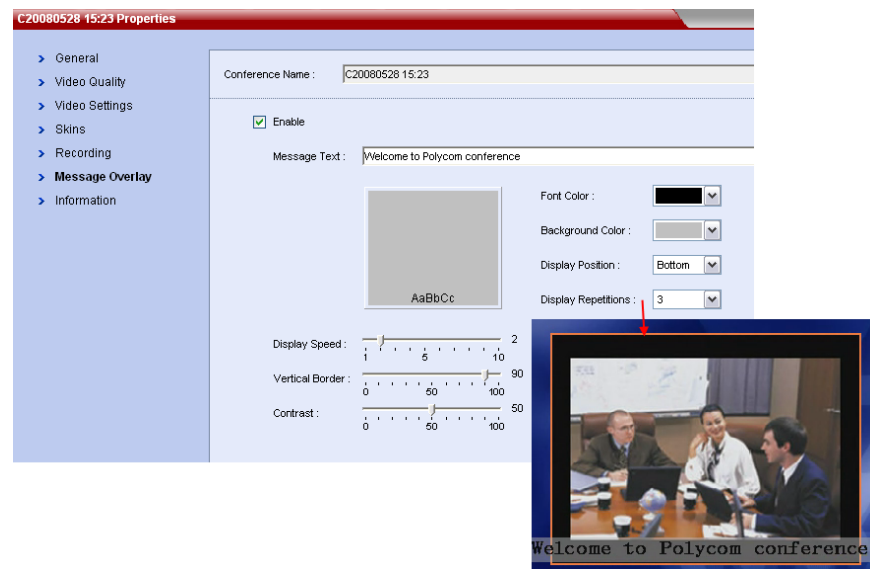 C20080528 15:23 Properties
General
Video Quality
Video Settings
Skins
Recording
Message Overlay
Information
Conference Name : C20080528 15:23
Enable
Message Text : Welcome to Polycom conference
AaBbCc
Font Color :
Background Color :
Display Position : Bottom
Display Repetitions : 3
Display Speed : 2
1 5 10
Vertical Border : 90
0 50 100
Contrast : 50
0 50 100
Welcome to Polycom conference